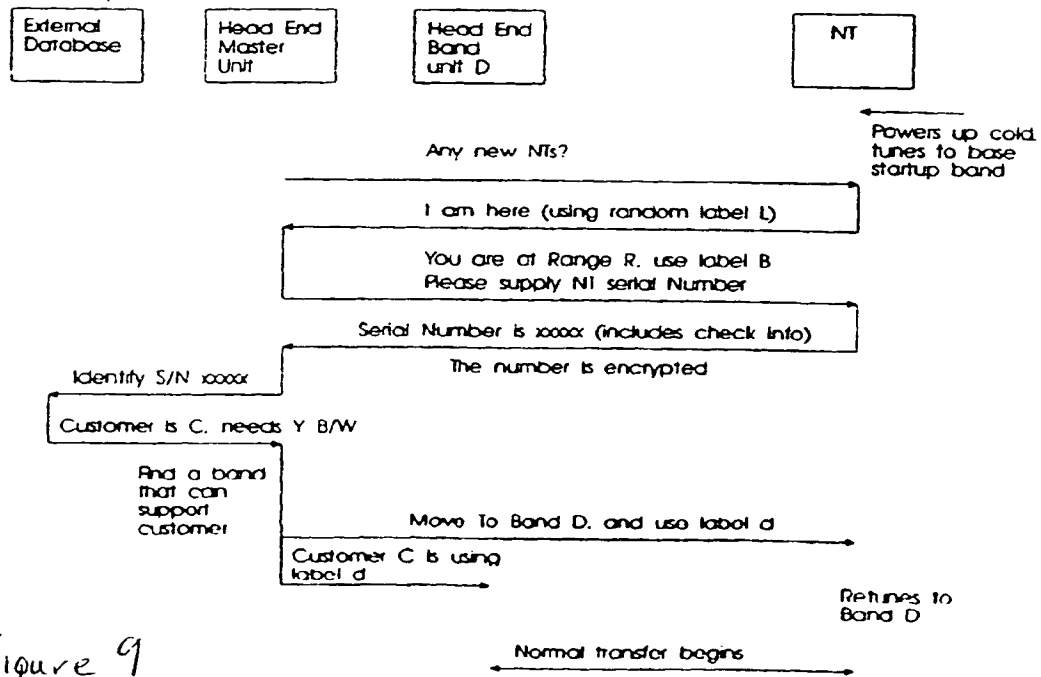 External
Database
Head End
Master
Unit
Head End
Band
unit D
NT
Powers up cold
tunes to base
startup band
Any new NTs?
I am here (using random label L)
You are at Range R, use label B
Please supply NT serial Number
Serial Number is xxxxx (includes check info)
The number is encrypted
Identify S/N xxxxx
Customer is C, needs Y B/W
Find a band
that can
support
customer
Move To Band D, and use label d
Customer C is using
label d
Retunes to
Band D
Normal transfer begins
Figure 9